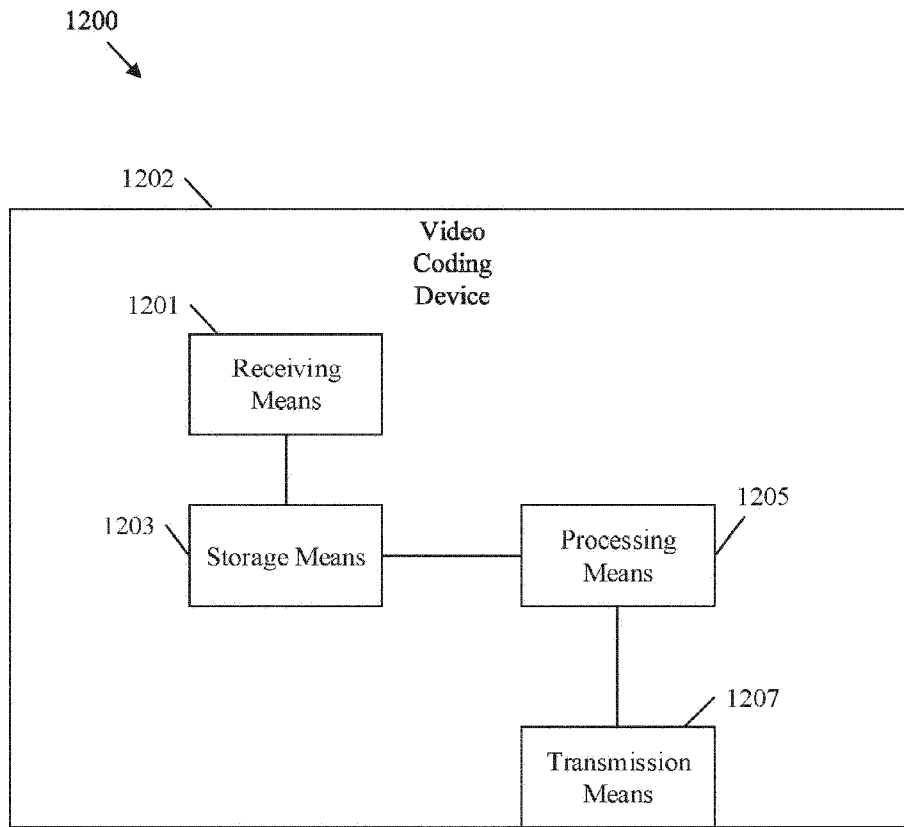 1200
1202
Video
Coding
Device
1201
Receiving
Means
1203
Storage Means
1205
Processing
Means
1207
Transmission
Means